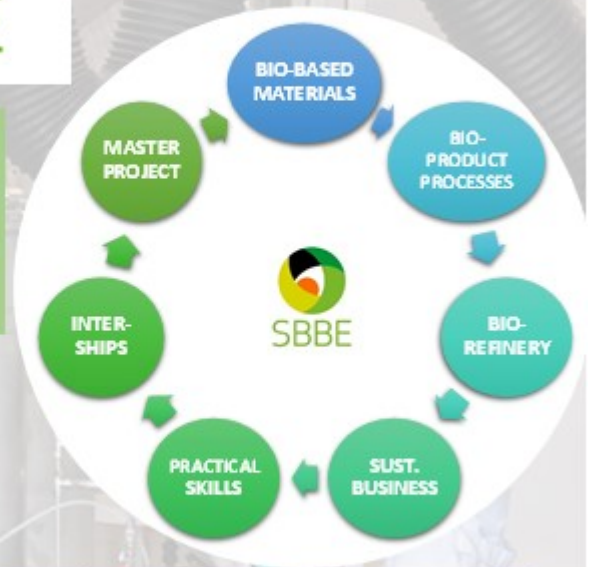 BIO-BASED
MATERIALS
BIO-
PRODUCT
PROCESSES
BIO-
REFINERY
SUST.
BUSINESS
PRACTICAL
SKILLS
INTER-
SHIPS
MASTER
PROJECT
SBBE